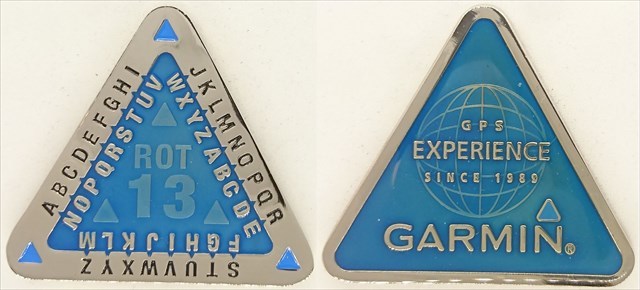 ABCDEFGHI
JKLMNOPQR
STUVWXYZ
NOPQRSTUV
WXYZABCDE
FGHIJKLM
ROT
13
GPS
EXPERIENCE
SINCE 1989
GARMIN®